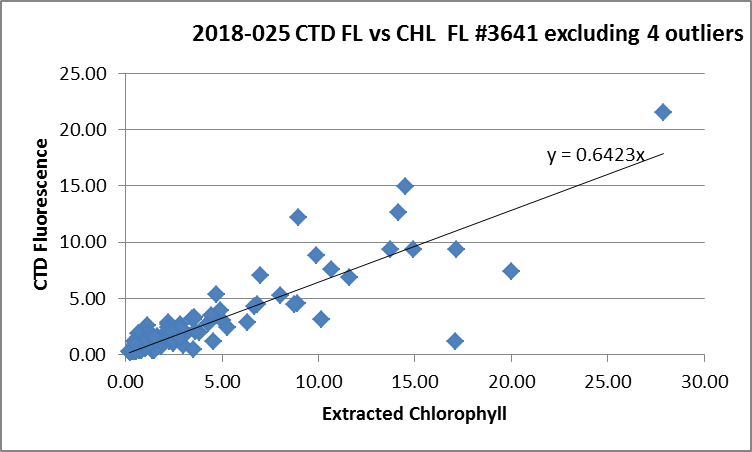 2018-025 CTD FL vs CHL  FL #3641 excluding 4 outliers
25.00
20.00
15.00
10.00
5.00
0.00
CTD Fluorescence
y = 0.6423x
0.00 5.00 10.00 15.00 20.00 25.00 30.00
Extracted Chlorophyll